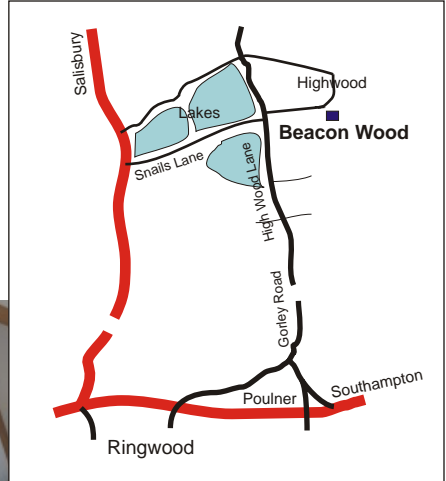 Salisbury
Highwood
Lakes
Beacon Wood
Snails Lane
High Wood Lane
Gorley Road
Southampton
Poulner
Ringwood